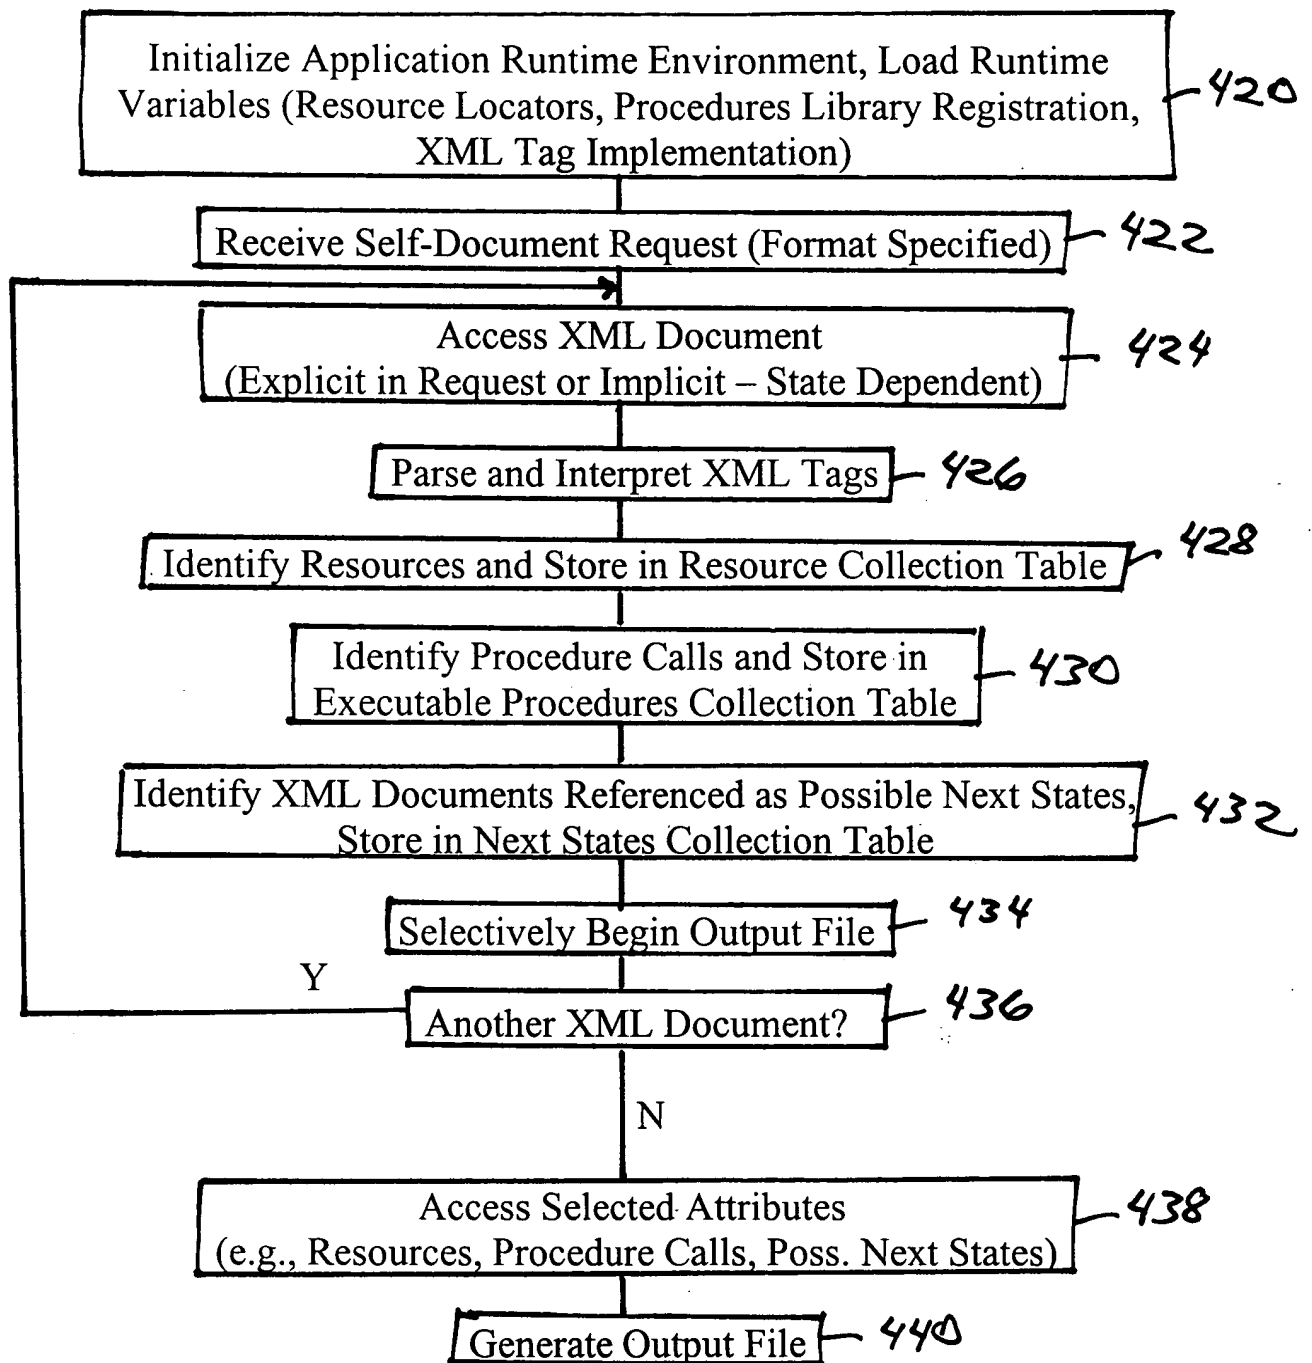 Initialize Application Runtime Environment, Load Runtime
Variables (Resource Locators, Procedures Library Registration,
XML Tag Implementation)
420
Receive Self-Document Request (Format Specified)
422
Access XML Document
(Explicit in Request or Implicit – State Dependent)
424
Parse and Interpret XML Tags
426
Identify Resources and Store in Resource Collection Table
428
Identify Procedure Calls and Store in
Executable Procedures Collection Table
430
Identify XML Documents Referenced as Possible Next States,
Store in Next States Collection Table
432
Selectively Begin Output File
434
Y
Another XML Document?
436
N
Access Selected Attributes
(e.g., Resources, Procedure Calls, Poss. Next States)
438
Generate Output File
440